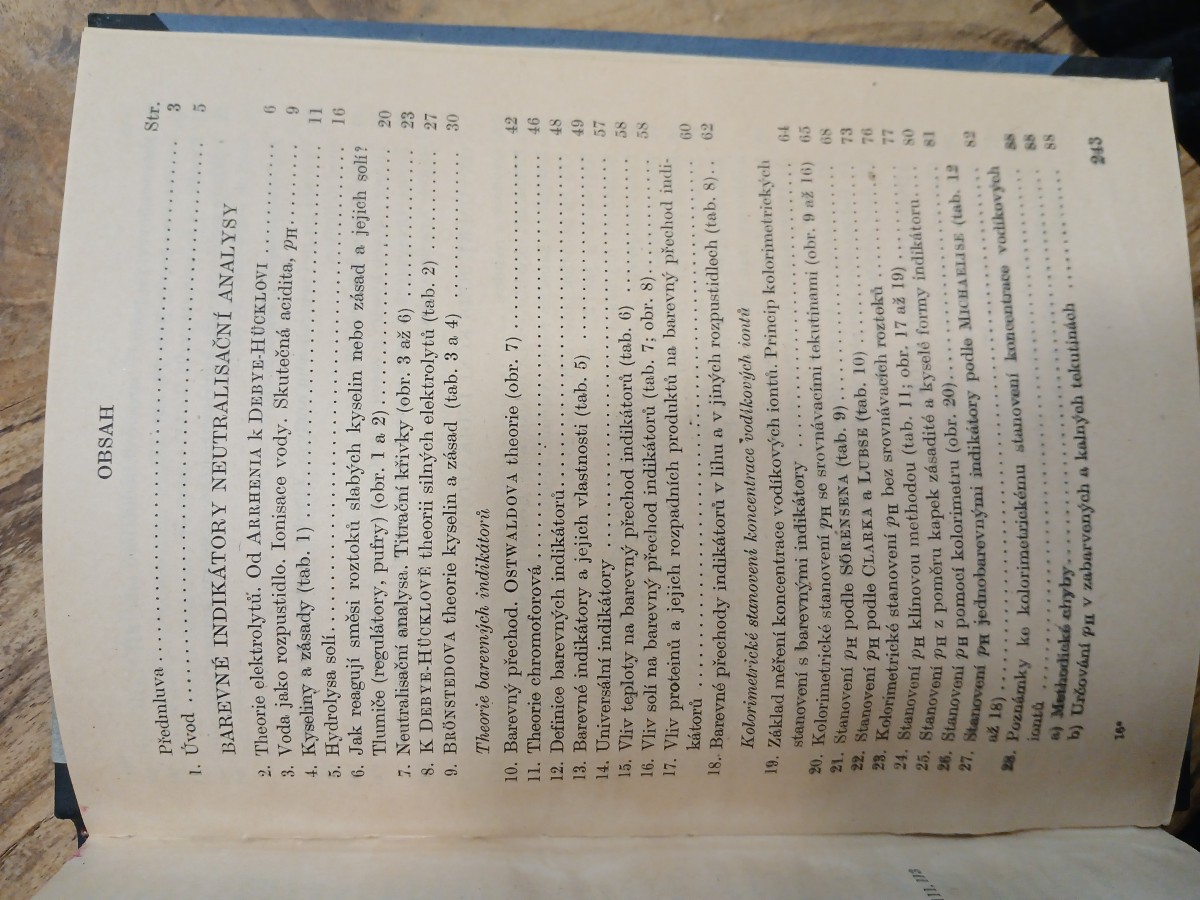 OBSAH
Str.
Předmluva 3
1. Úvod 5
BAREVNÉ INDIKÁTORY NEUTRALISAČNÍ ANALYSY
2. Theorie elektrolytů. Od ARRHENIA k DEBYE-HÜCKLOVI 6
3. Voda jako rozpustidlo. Ionisace vody. Skutečná acidita, pH 9
4. Kyseliny a zásady (tab. 1) 11
5. Hydrolysa solí 16
6. Jak reagují směsi roztoků slabých kyselin nebo zásad a jejich solí?
Tlumiče (regulátory, pufry) (obr. 1 a 2) 20
7. Neutralisační analysa. Titrační křivky (obr. 3 až 6) 23
8. K DEBYE-HÜCKLOVĚ theorii silných elektrolytů (tab. 2) 27
9. BRÖNSTEDOVA theorie kyselin a zásad (tab. 3 a 4) 30
Theorie barevných indikátorů
10. Barevný přechod. OSTWALDOVA theorie (obr. 7) 42
11. Theorie chromoforová 46
12. Definice barevných indikátorů 48
13. Barevné indikátory a jejich vlastnosti (tab. 5) 49
14. Universální indikátory 57
15. Vliv teploty na barevný přechod indikátorů (tab. 6) 58
16. Vliv solí na barevný přechod indikátorů (tab. 7; obr. 8) 58
17. Vliv proteinů a jejich rozpadních produktů na barevný přechod indi-
kátorů 60
18. Barevné přechody indikátorů v lihu a v jiných rozpustidlech (tab. 8) 62
Kolorimetrické stanovení koncentrace vodíkových iontů
19. Základ měření koncentrace vodíkových iontů. Princip kolorimetrických
stanovení s barevnými indikátory 64
20. Kolorimetrické stanovení pH se srovnávacími tekutinami (obr. 9 až 16) 65
21. Stanovení pH podle SÖRENSENA (tab. 9) 68
22. Stanovení pH podle CLARKA a LUBSE (tab. 10) 73
23. Kolorimetrické stanovení pH bez srovnávacích roztoků 76
24. Stanovení pH klínovou methodou (tab. 11; obr. 17 až 19) 77
25. Stanovení pH z poměru kapek zásadité a kyselé formy indikátoru 80
26. Stanovení pH pomocí kolorimetru (obr. 20) 81
27. Stanovení pH jednobarevnými indikátory podle MICHAELISE (tab. 12
až 18) 82
28. Poznámky ke kolorimetrickému stanovení koncentrace vodíkových
iontů 88
a) Methodické chyby 88
b) Určování pH v zabarvených a kalných tekutinách 88
16* 243
11, 113